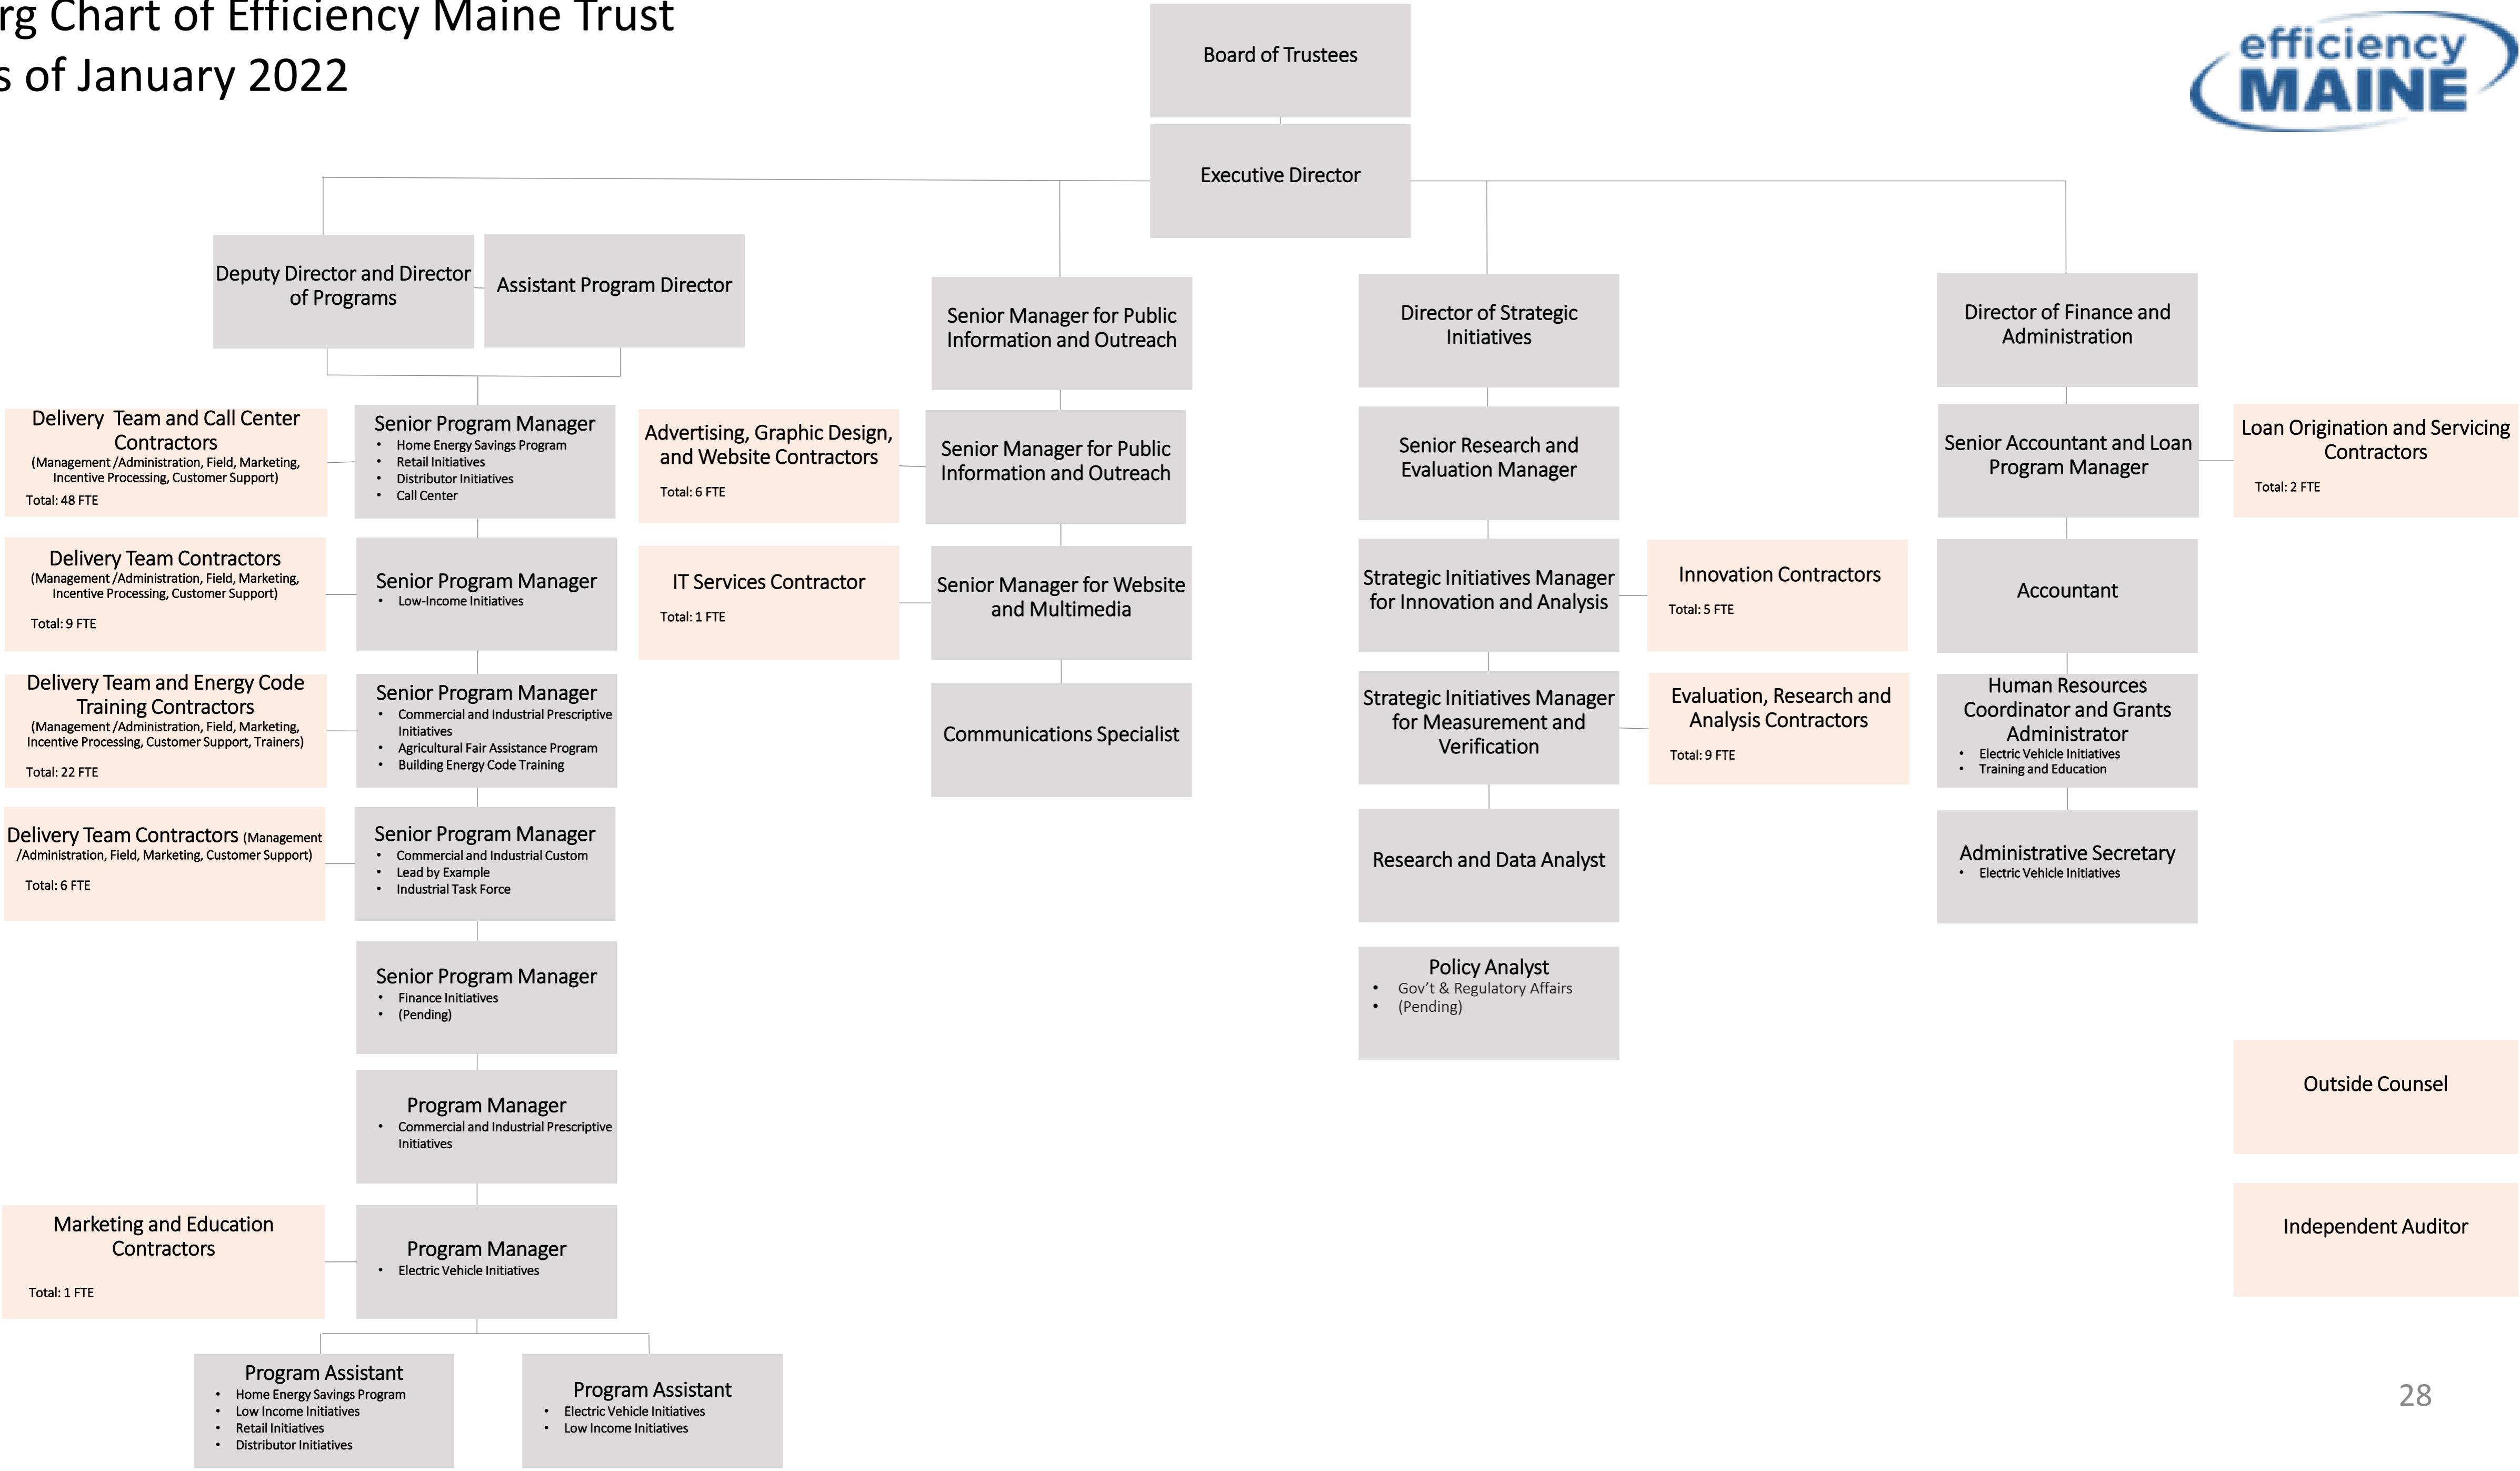 rg Chart of Efficiency Maine Trust
s of January 2022
efficiency
MAINE
Board of Trustees
Executive Director
Deputy Director and Director
of Programs
Assistant Program Director
Senior Manager for Public
Information and Outreach
Director of Strategic
Initiatives
Director of Finance and
Administration
Delivery Team and Call Center
Contractors
(Management /Administration, Field, Marketing,
Incentive Processing, Customer Support)
Total: 48 FTE
Senior Program Manager
• Home Energy Savings Program
• Retail Initiatives
• Distributor Initiatives
• Call Center
Advertising, Graphic Design,
and Website Contractors
Total: 6 FTE
Senior Manager for Public
Information and Outreach
Senior Research and
Evaluation Manager
Senior Accountant and Loan
Program Manager
Loan Origination and Servicing
Contractors
Total: 2 FTE
Delivery Team Contractors
(Management /Administration, Field, Marketing,
Incentive Processing, Customer Support)
Total: 9 FTE
Senior Program Manager
• Low-Income Initiatives
IT Services Contractor
Total: 1 FTE
Senior Manager for Website
and Multimedia
Strategic Initiatives Manager
for Innovation and Analysis
Innovation Contractors
Total: 5 FTE
Accountant
Delivery Team and Energy Code
Training Contractors
(Management /Administration, Field, Marketing,
Incentive Processing, Customer Support, Trainers)
Total: 22 FTE
Senior Program Manager
• Commercial and Industrial Prescriptive
Initiatives
• Agricultural Fair Assistance Program
• Building Energy Code Training
Communications Specialist
Strategic Initiatives Manager
for Measurement and
Verification
Evaluation, Research and
Analysis Contractors
Total: 9 FTE
Human Resources
Coordinator and Grants
Administrator
• Electric Vehicle Initiatives
• Training and Education
Delivery Team Contractors (Management
/Administration, Field, Marketing, Customer Support)
Total: 6 FTE
Senior Program Manager
• Commercial and Industrial Custom
• Lead by Example
• Industrial Task Force
Research and Data Analyst
Administrative Secretary
• Electric Vehicle Initiatives
Senior Program Manager
• Finance Initiatives
• (Pending)
Policy Analyst
• Gov’t & Regulatory Affairs
• (Pending)
Program Manager
• Commercial and Industrial Prescriptive
Initiatives
Outside Counsel
Marketing and Education
Contractors
Total: 1 FTE
Program Manager
• Electric Vehicle Initiatives
Independent Auditor
Program Assistant
• Home Energy Savings Program
• Low Income Initiatives
• Retail Initiatives
• Distributor Initiatives
Program Assistant
• Electric Vehicle Initiatives
• Low Income Initiatives
28